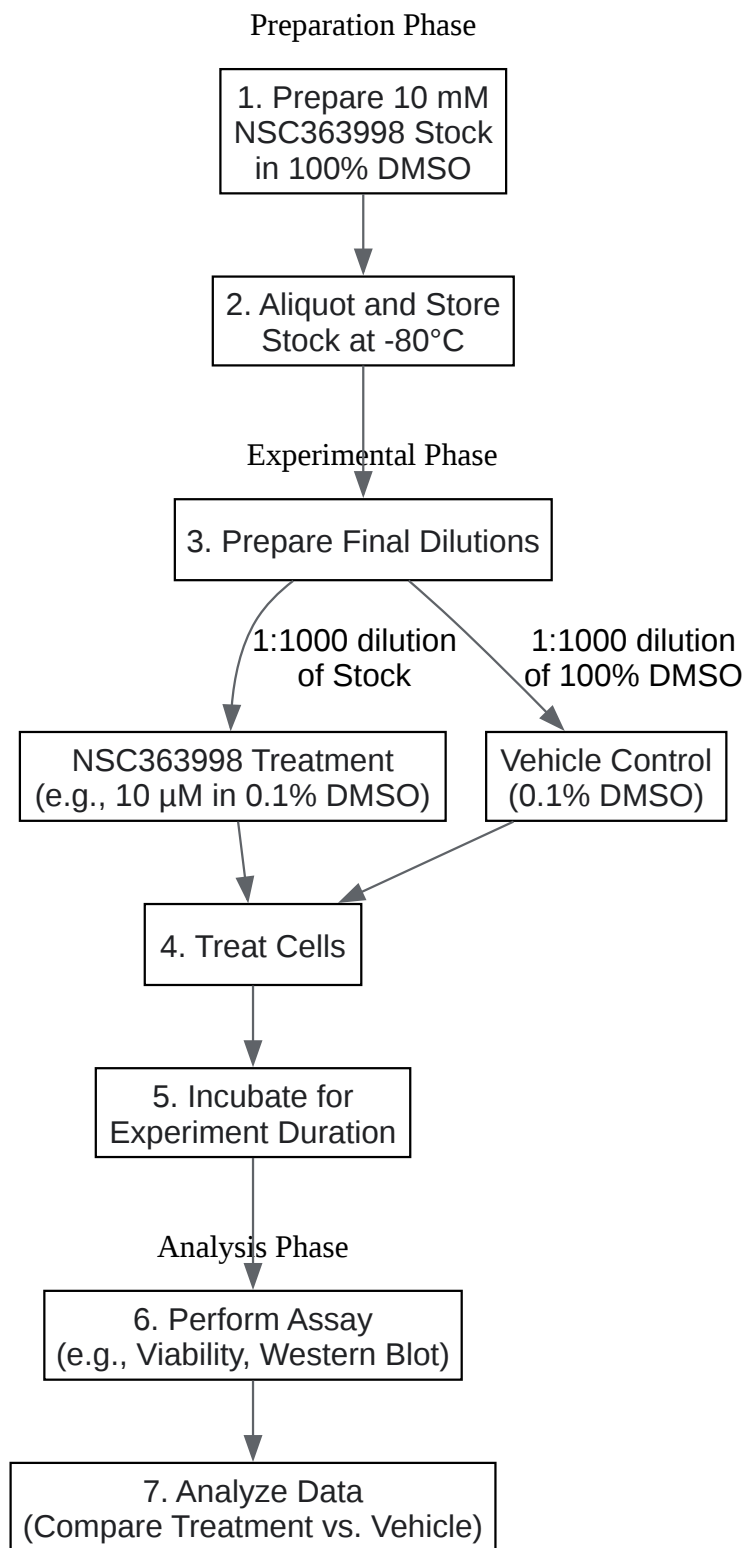 Preparation Phase
1. Prepare 10 mM
NSC363998 Stock
in 100% DMSO
2. Aliquot and Store
Stock at -80°C
Experimental Phase
3. Prepare Final Dilutions
1:1000 dilution
of Stock
1:1000 dilution
of 100% DMSO
NSC363998 Treatment
(e.g., 10 µM in 0.1% DMSO)
Vehicle Control
(0.1% DMSO)
4. Treat Cells
5. Incubate for
Experiment Duration
Analysis Phase
6. Perform Assay
(e.g., Viability, Western Blot)
7. Analyze Data
(Compare Treatment vs. Vehicle)